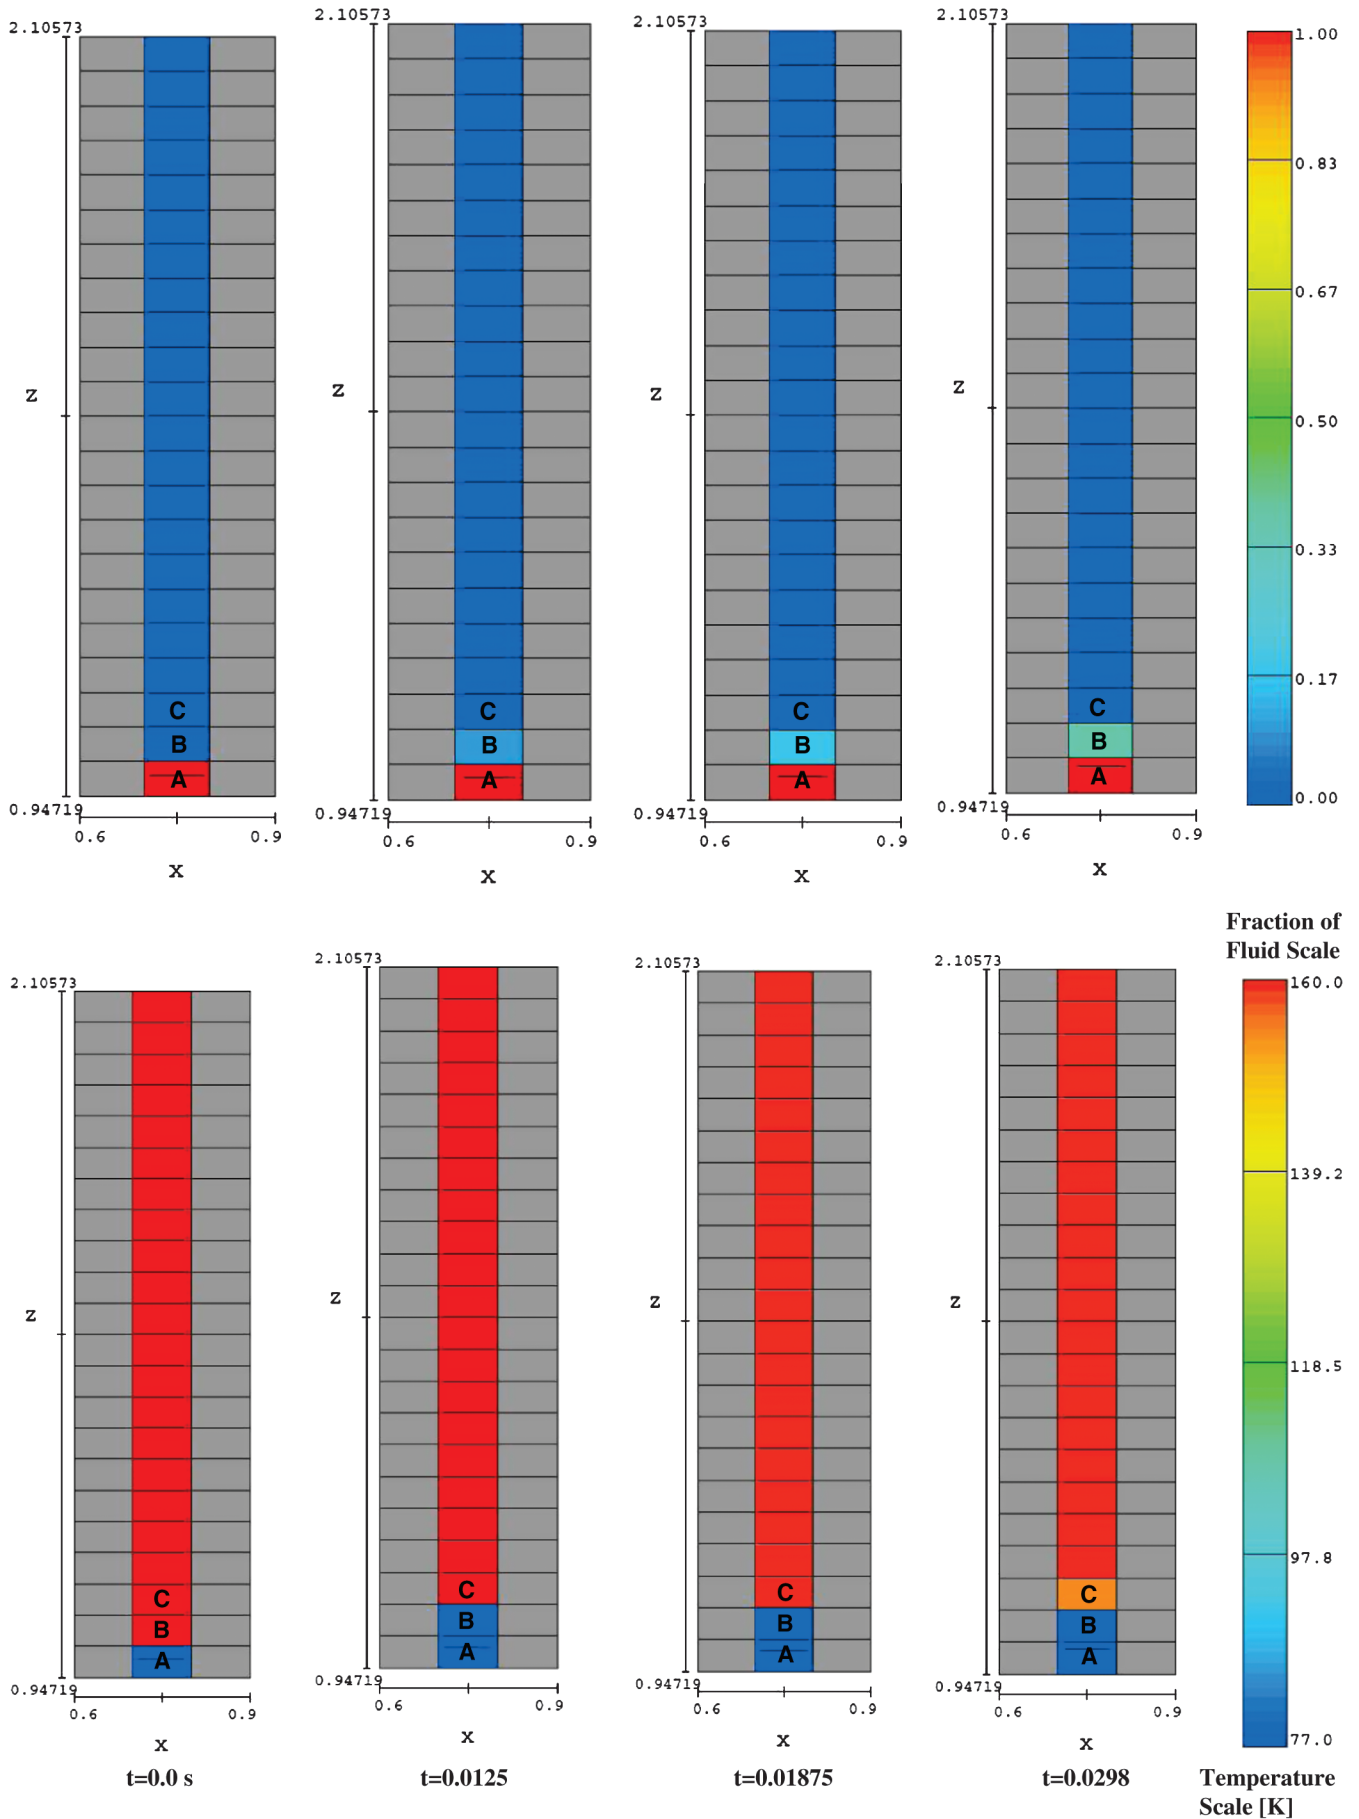 2.10573
2.10573
2.10573
2.10573
1.00
0.83
0.67
0.50
0.33
0.17
0.00
Z
Z
Z
Z
C
B
A
C
B
A
C
B
A
C
B
A
0.94719
0.94719
0.94719
0.94719
0.6 0.9
0.6 0.9
0.6 0.9
0.6 0.9
X
X
X
X
Fraction of
Fluid Scale
2.10573
2.10573
2.10573
2.10573
160.0
139.2
118.5
97.8
77.0
Z
Z
Z
Z
C
B
A
C
B
A
C
B
A
C
B
A
0.94719
0.94719
0.94719
0.94719
0.6 0.9
0.6 0.9
0.6 0.9
0.6 0.9
X
X
X
X
t=0.0 s
t=0.0125
t=0.01875
t=0.0298
Temperature
Scale [K]